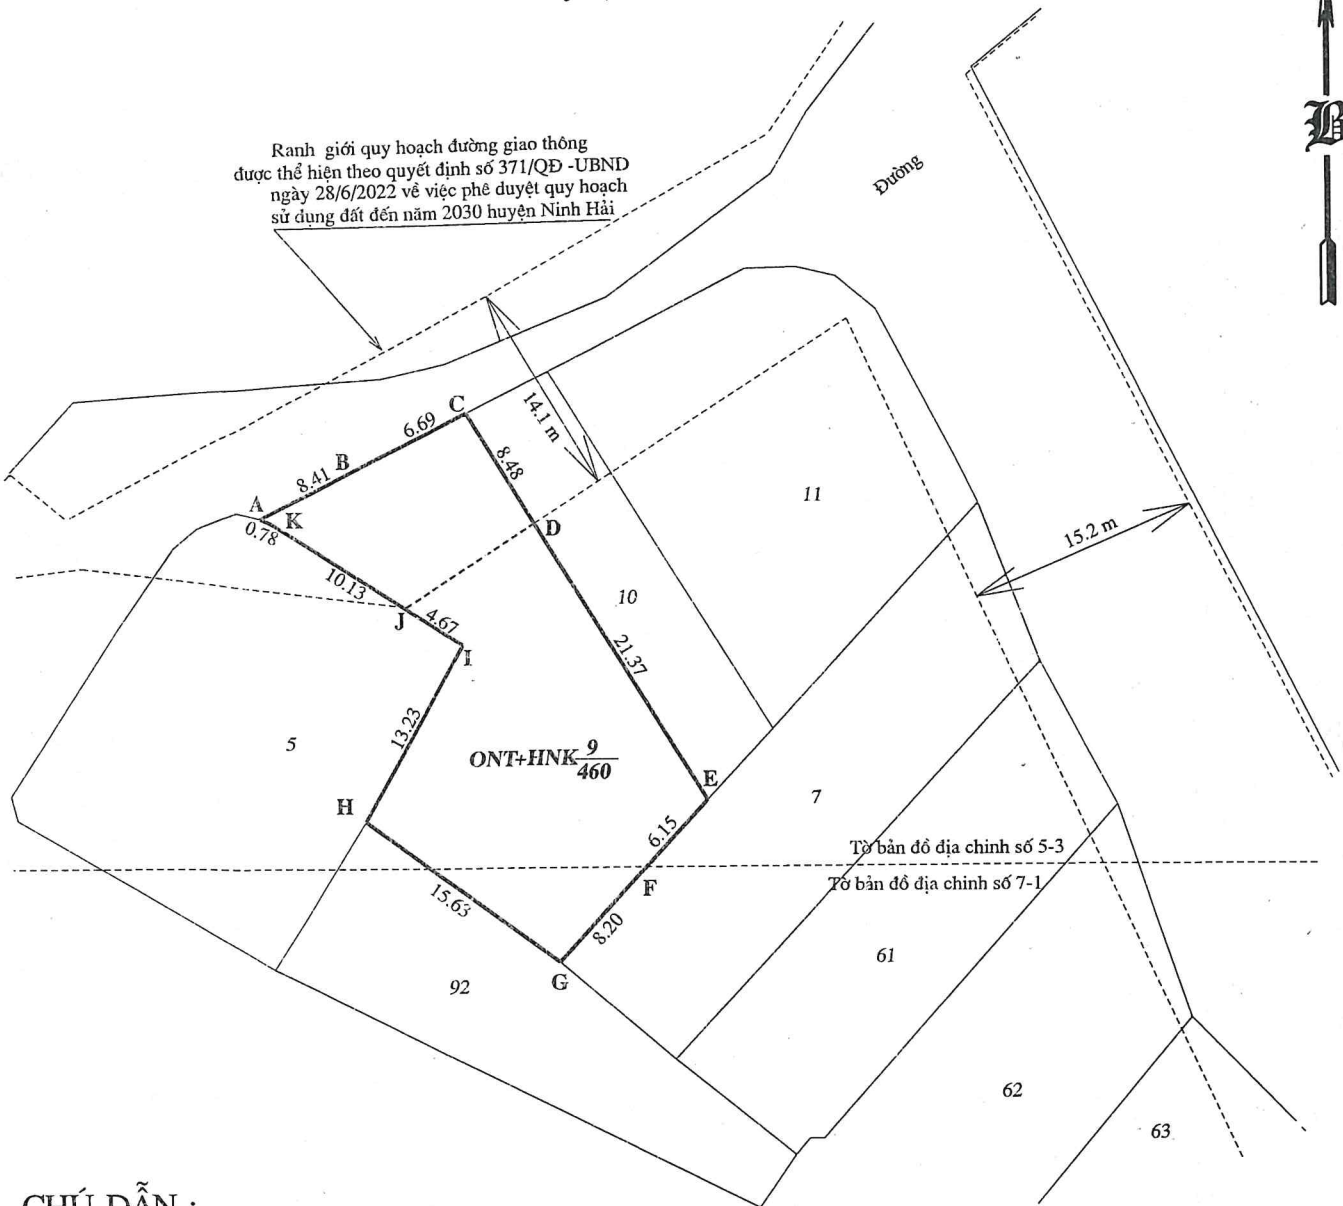 B
Ranh giới quy hoạch đường giao thông
được thể hiện theo quyết định số 371/QĐ -UBND
ngày 28/6/2022 về việc phê duyệt quy hoạch
sử dụng đất đến năm 2030 huyện Ninh Hải
Đường
14.1 m
C
6.69
B
8.41
A
K
0.78
8.48
D
11
15.2 m
10.13
J
4.67
I
10
21.37
5
13.23
ONT+HNK 9
460
E
7
H
6.15
Tờ bản đồ địa chinh số 5-3
F
Tờ bản đồ địa chinh số 7-1
15.63
8.20
G
92
61
62
63
CHÚ DẪN :